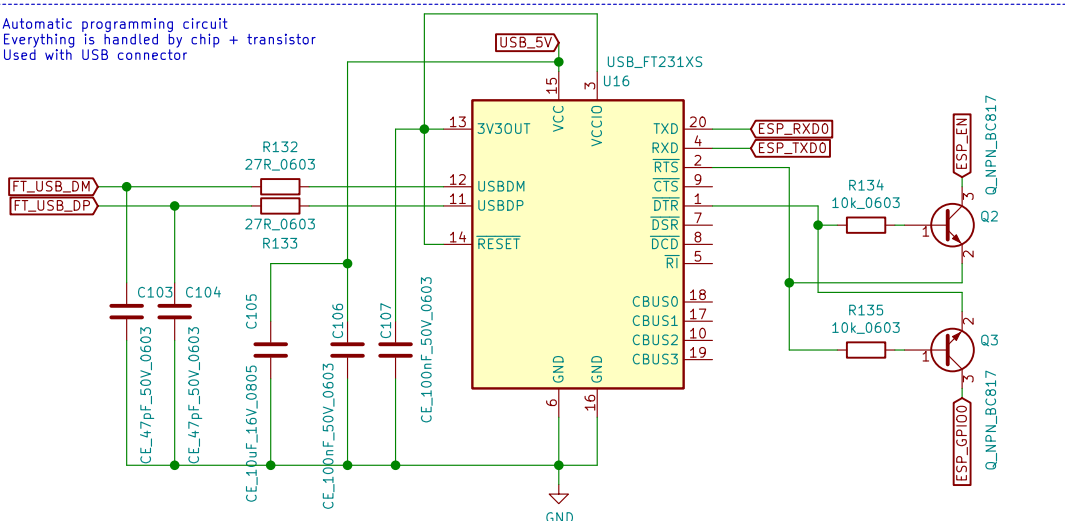 Automatic programming circuit
Everything is handled by chip + transistor
Used with USB connector
USB_5V
USB_FT231XS
U16
15
3
VCC
VCCIO
13
3V3OUT
TXD
20
ESP_RXD0
RXD
4
ESP_TXD0
RTS
2
R132
27R_0603
FT_USB_DM
12
USBDM
CTS
9
FT_USB_DP
11
USBDP
DTR
1
27R_0603
R133
DSR
7
14
RESET
DCD
8
RI
5
R134
10k_0603
ESP_EN
Q_NPN_BC817
3
1
Q2
2
C103
CE_47pF_50V_0603
C104
CE_47pF_50V_0603
C105
CE_10uF_16V_0805
C106
CE_100nF_50V_0603
C107
CE_100nF_50V_0603
CBUS0
18
CBUS1
17
CBUS2
10
CBUS3
19
R135
10k_0603
2
1
Q3
3
Q_NPN_BC817
ESP_GPIO0
GND
GND
6
16
GND